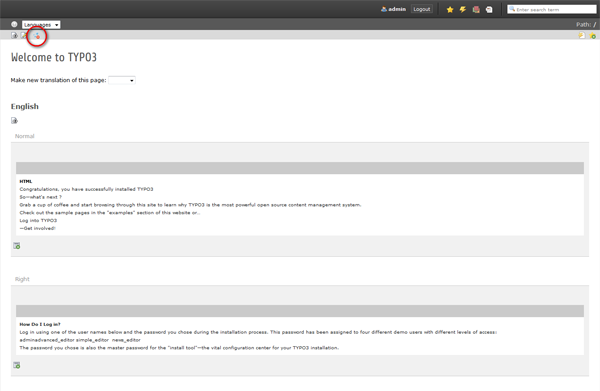 admin Logout Enter search term
Languages Path: /
Welcome to TYPO3
Make new translation of this page:
English
Normal
HTML
Congratulations, you have successfully installed TYPO3
So—what's next ?
Grab a cup of coffee and start browsing through this site to learn why TYPO3 is the most powerful open source content management system.
Check out the sample pages in the "examples" section of this website or..
Log into TYPO3
—Get involved!
Right
How Do I Log in?
Log in using one of the user names below and the password you chose during the installation process. This password has been assigned to four different demo users with different levels of access:
adminadvanced_editor simple_editor news_editor
The password you chose is also the master password for the "install tool"—the vital configuration center for your TYPO3 installation.